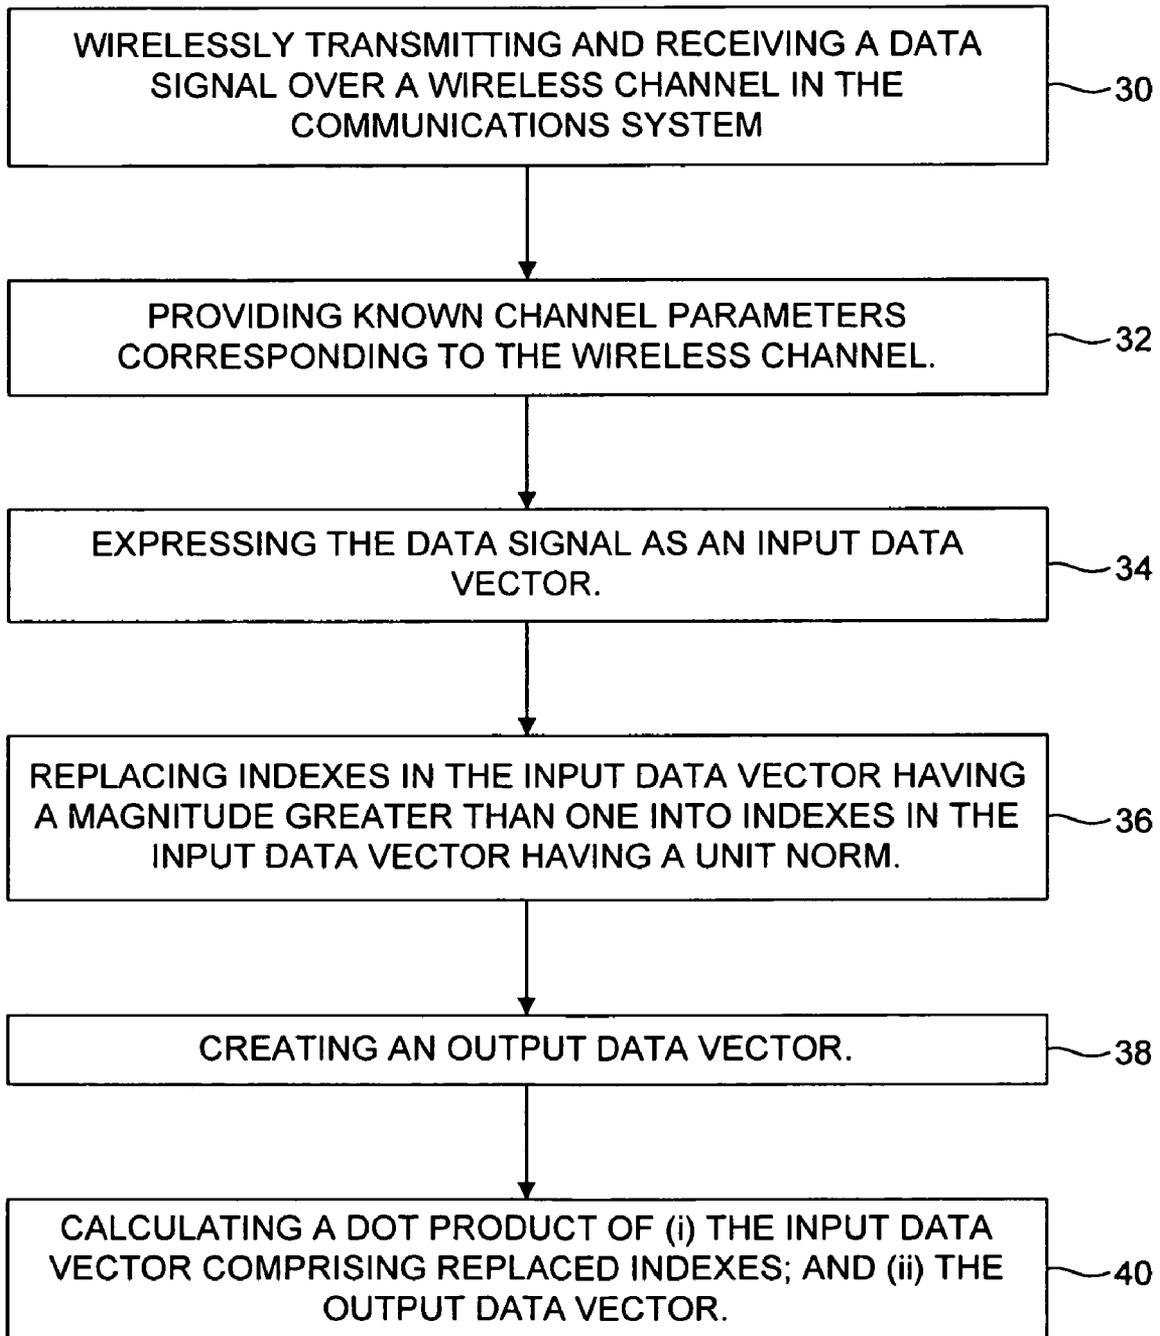 WIRELESSLY TRANSMITTING AND RECEIVING A DATA
SIGNAL OVER A WIRELESS CHANNEL IN THE
COMMUNICATIONS SYSTEM
30
PROVIDING KNOWN CHANNEL PARAMETERS
CORRESPONDING TO THE WIRELESS CHANNEL.
32
EXPRESSING THE DATA SIGNAL AS AN INPUT DATA
VECTOR.
34
REPLACING INDEXES IN THE INPUT DATA VECTOR HAVING
A MAGNITUDE GREATER THAN ONE INTO INDEXES IN THE
INPUT DATA VECTOR HAVING A UNIT NORM.
36
CREATING AN OUTPUT DATA VECTOR.
38
CALCULATING A DOT PRODUCT OF (i) THE INPUT DATA
VECTOR COMPRISING REPLACED INDEXES; AND (ii) THE
OUTPUT DATA VECTOR.
40